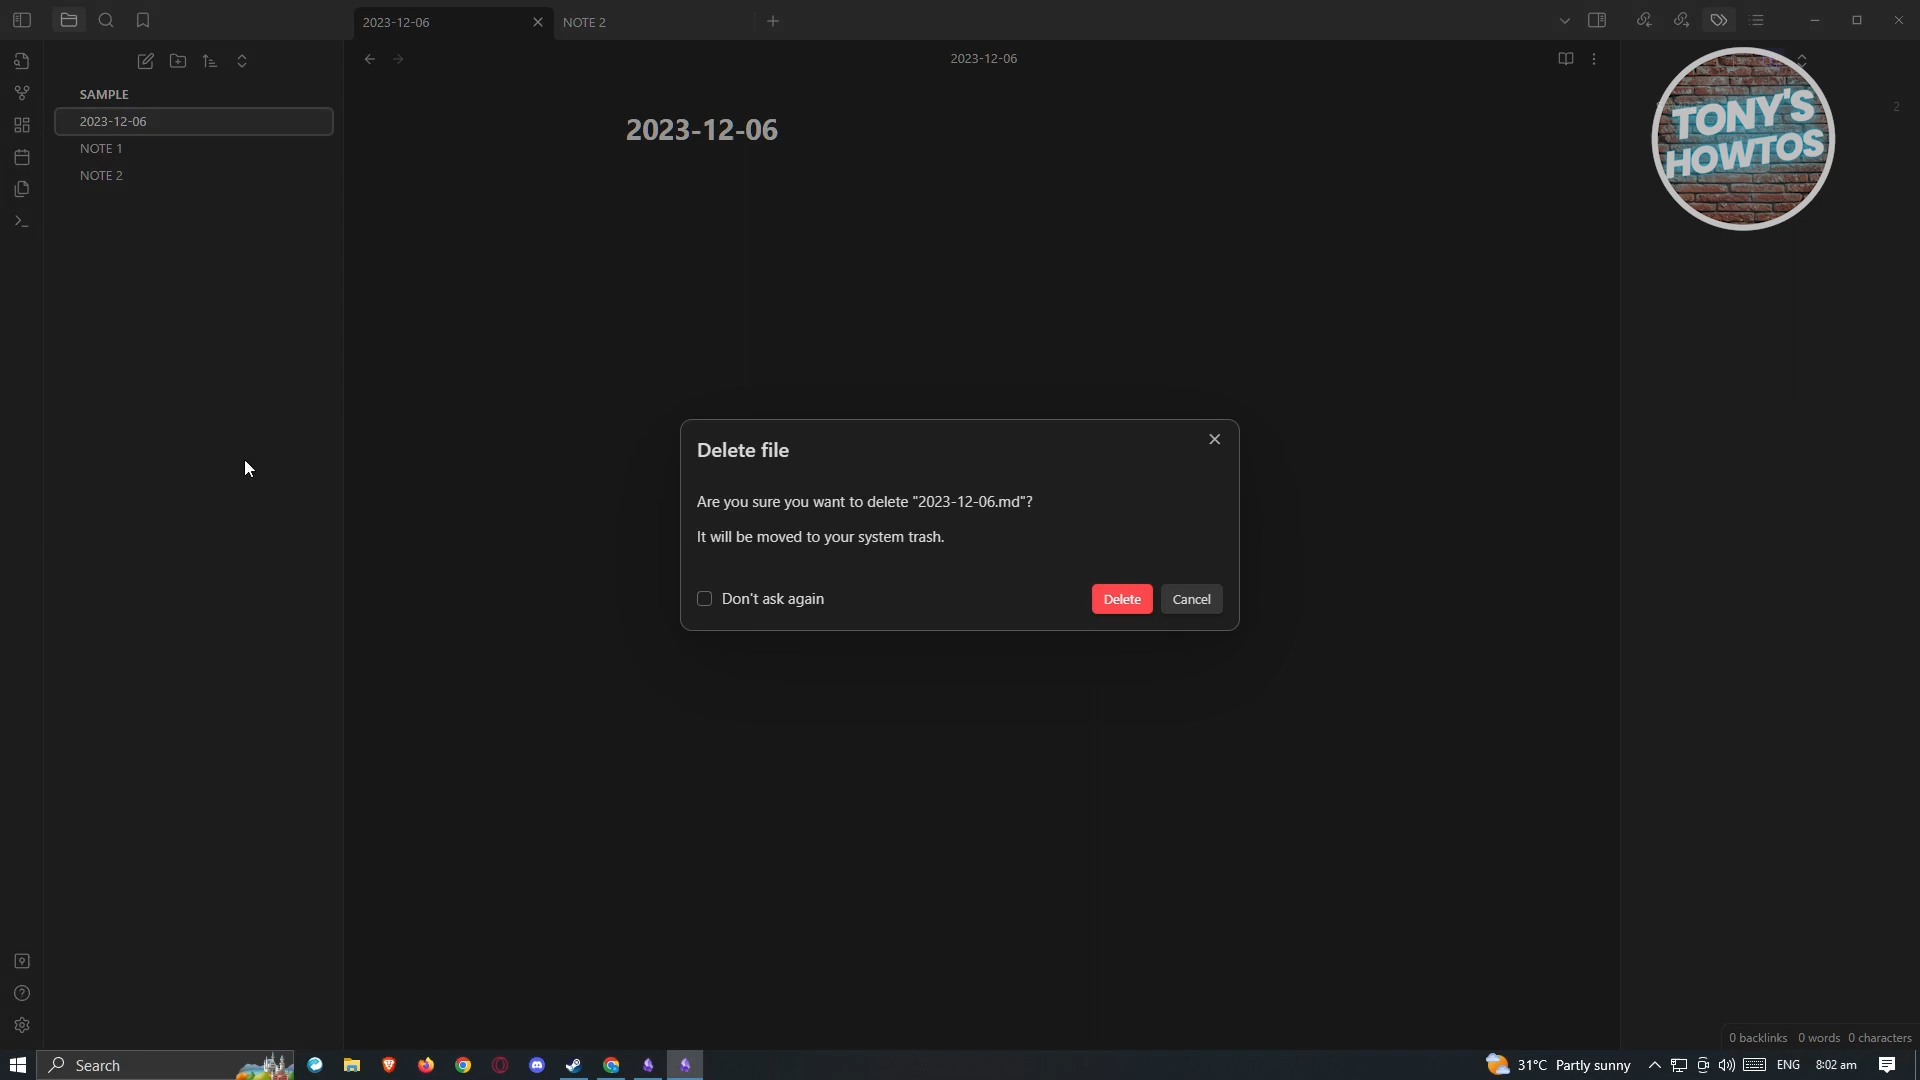 2023-12-06
NOTE 2
2023-12-06
SAMPLE
2023-12-06
NOTE 1
NOTE 2
2023-12-06
TONY'S
HOWTOS
2
Delete file
Are you sure you want to delete "2023-12-06.md"?
It will be moved to your system trash.
Don't ask again
Delete
Cancel
0 backlinks 0 words 0 characters
Search
31°C Partly sunny
ENG
8:02 am